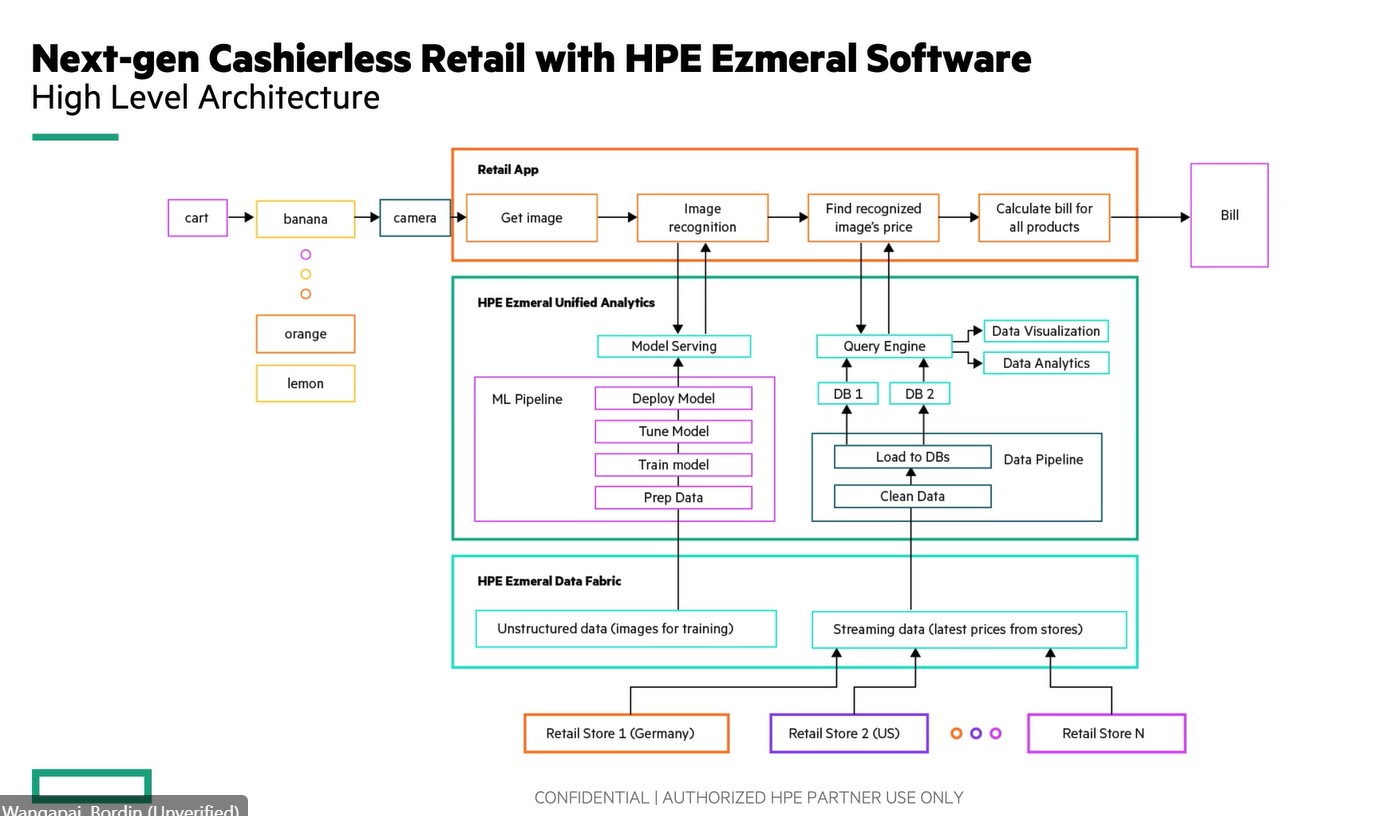 Next-gen Cashierless Retail with HPE Ezmeral Software
High Level Architecture
Retail App
cart
banana
camera
Get image
Image
recognition
Find recognized
image's price
Calculate bill for
all products
Bill
orange
lemon
HPE Ezmeral Unified Analytics
Model Serving
Query Engine
Data Visualization
Data Analytics
ML Pipeline
Deploy Model
Tune Model
Train model
Prep Data
DB 1
DB 2
Load to DBs
Data Pipeline
Clean Data
HPE Ezmeral Data Fabric
Unstructured data (images for training)
Streaming data (latest prices from stores)
Retail Store 1 (Germany)
Retail Store 2 (US)
Retail Store N
CONFIDENTIAL | AUTHORIZED HPE PARTNER USE ONLY
Wangapai, Bordin (Unverified)